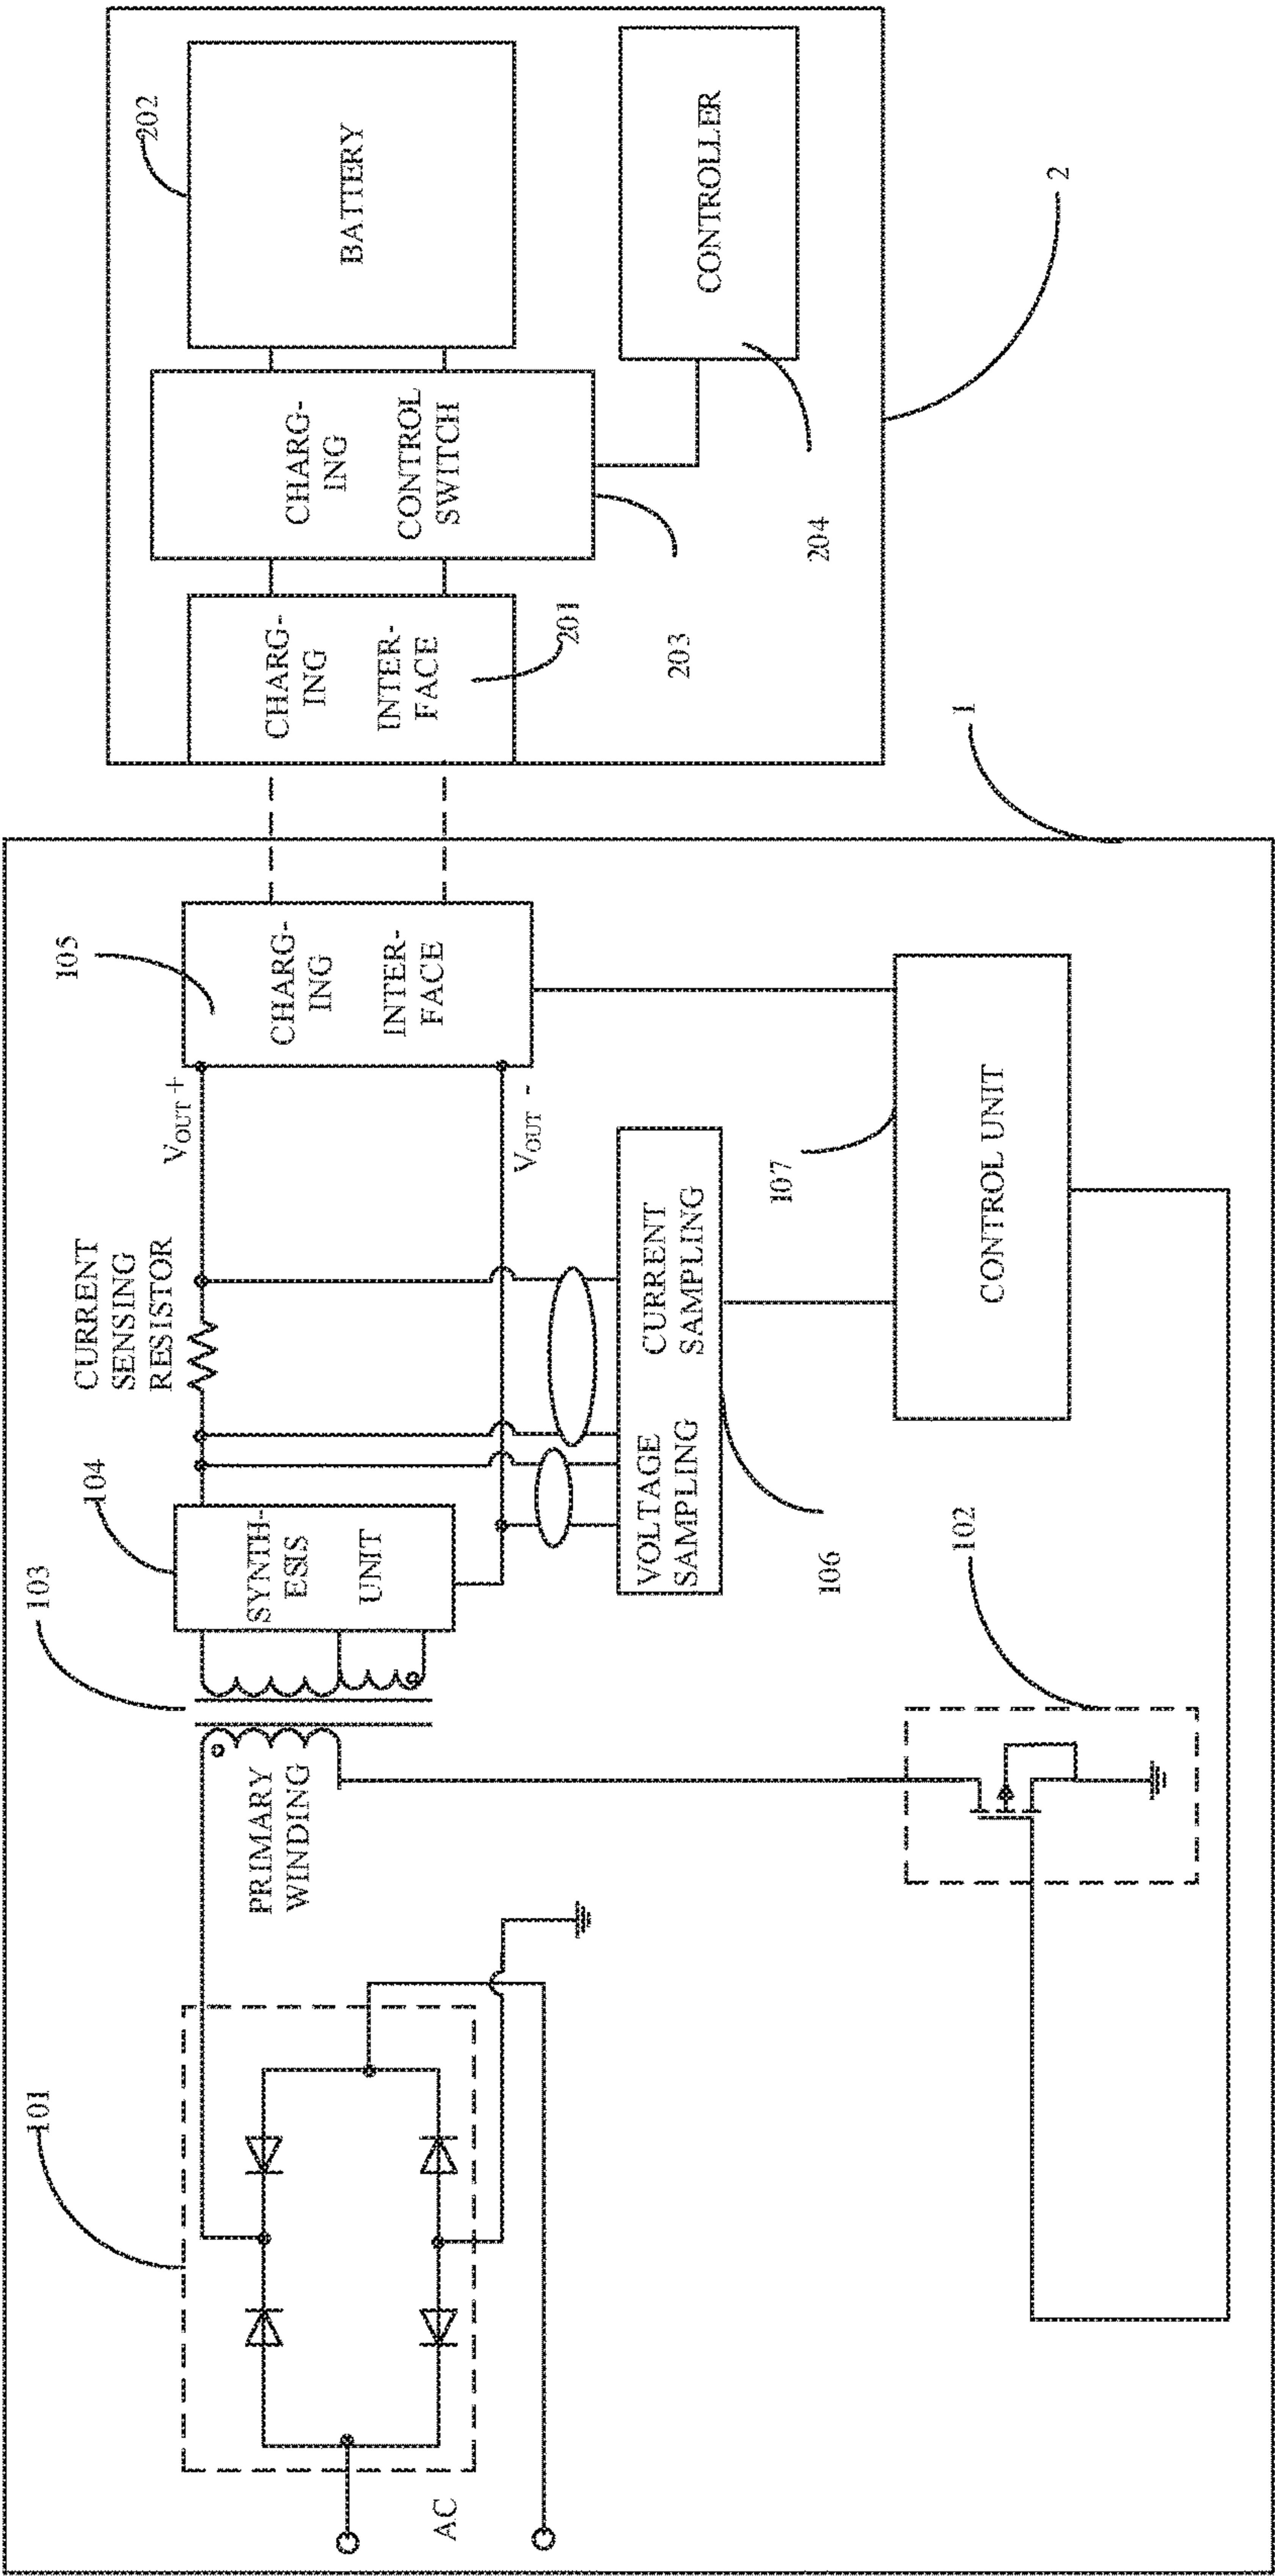 101
AC
PRIMARY
WINDING
103
104
SYNTH-
ESIS
UNIT
CURRENT
SENSING
RESISTOR
VOUT +
VOUT -
105
CHARG-
ING
INTER-
FACE
VOLTAGE
SAMPLING
CURRENT
SAMPLING
106
107
CONTROL UNIT
102
1
CHARG-
ING
INTER-
FACE
201
CHARG-
ING
CONTROL
SWITCH
203
202
BATTERY
CONTROLLER
204
2